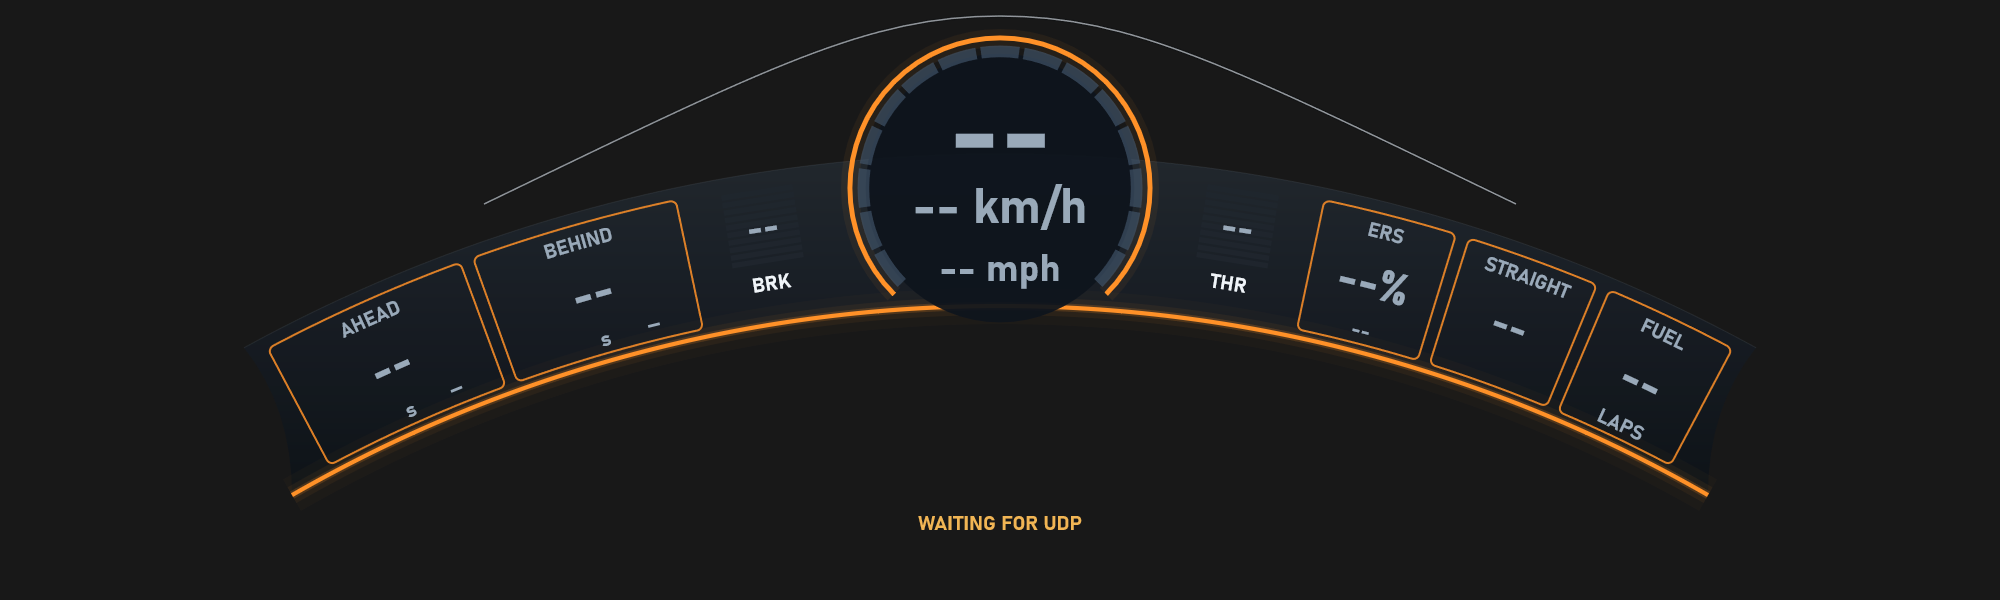 AHEAD
--
s
–
BEHIND
--
s
–
--
BRK
--
-- km/h
-- mph
--
THR
ERS
--%
--
STRAIGHT
--
FUEL
--
LAPS
WAITING FOR UDP